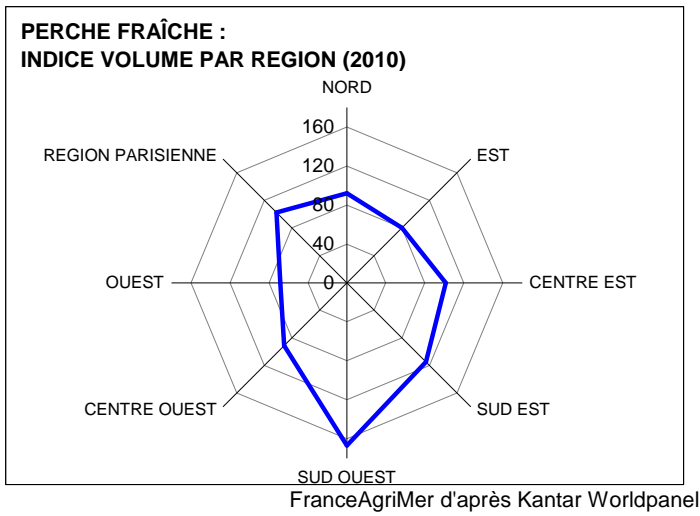 PERCHE FRAÎCHE :
INDICE VOLUME PAR REGION (2010)
NORD
160
REGION PARISIENNE
EST
120
80
40
OUEST
0
CENTRE EST
CENTRE OUEST
SUD EST
SUD OUEST
FranceAgriMer d'après Kantar Worldpanel